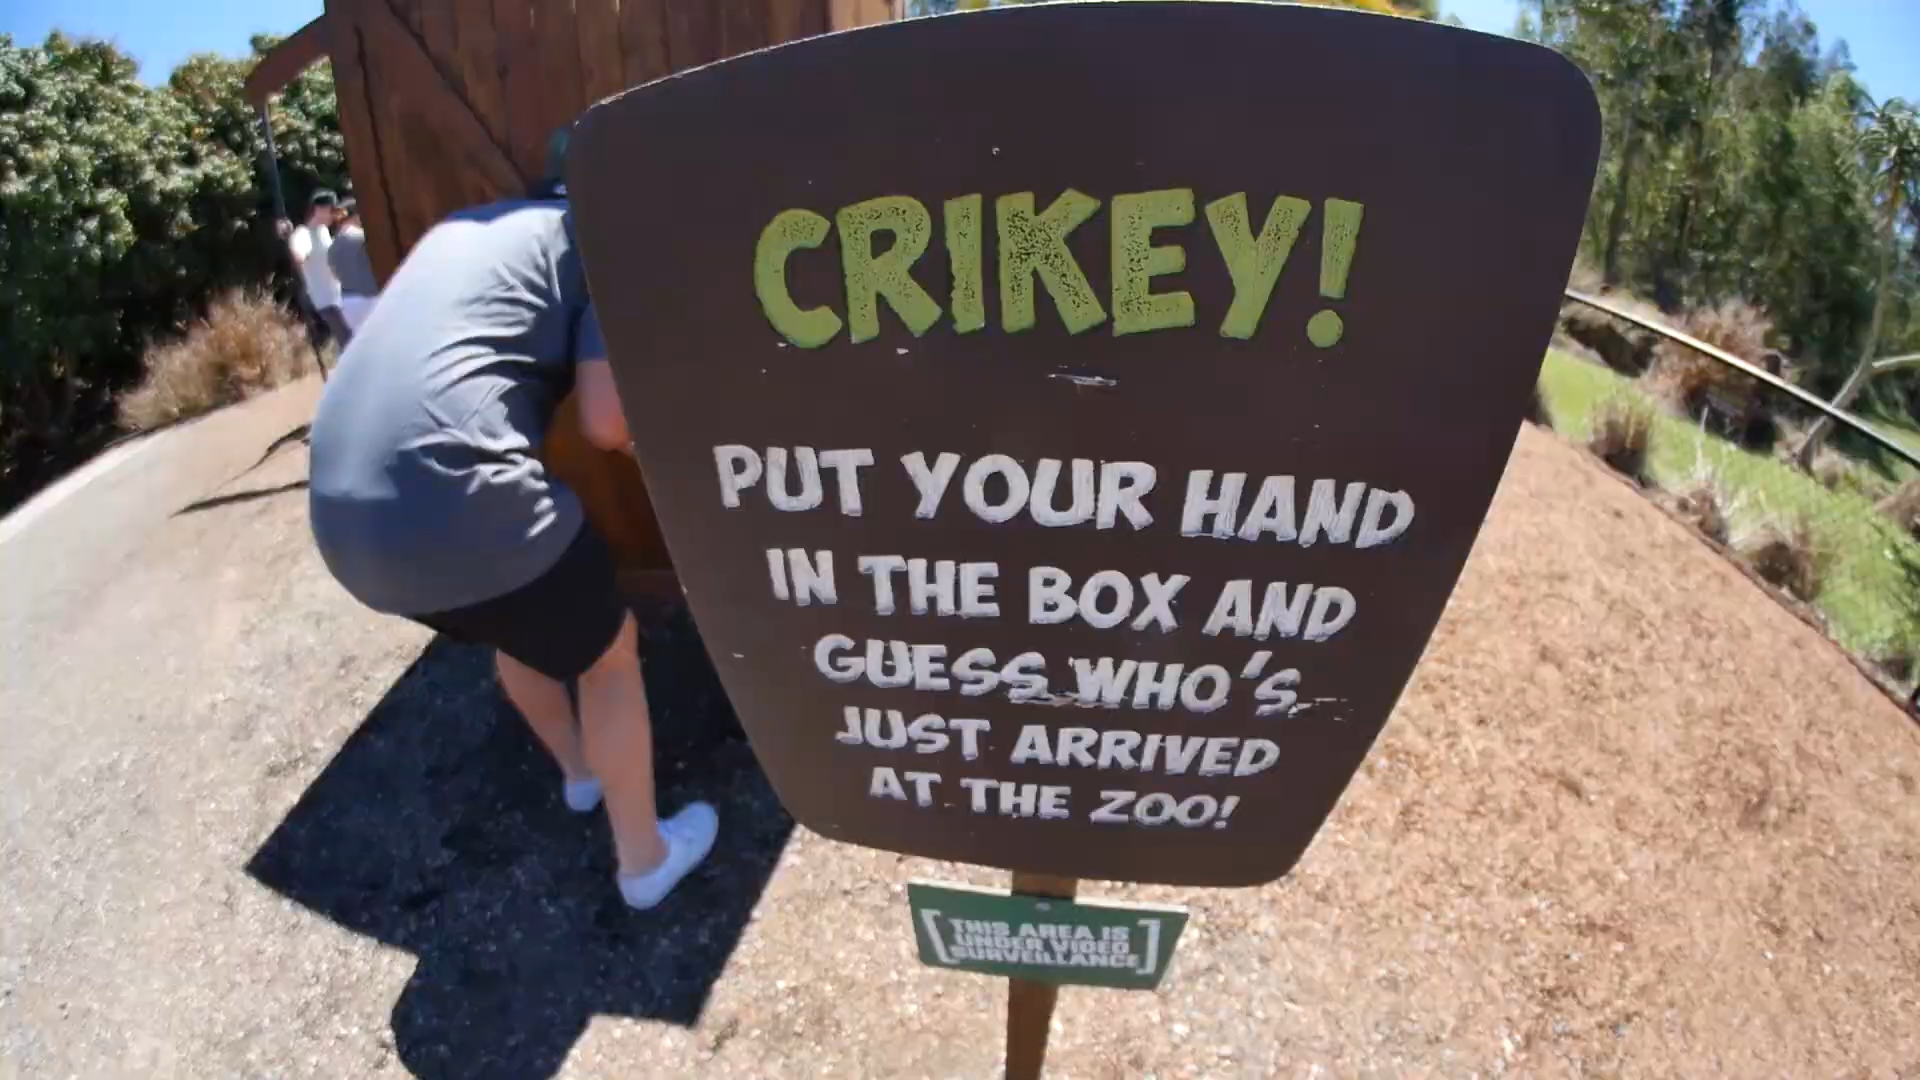 CRIKEY!
PUT YOUR HAND
IN THE BOX AND
GUESS WHO'S
JUST ARRIVED
AT THE ZOO!
[THIS AREA IS
UNDER VIDEO
SURVEILLANCE]